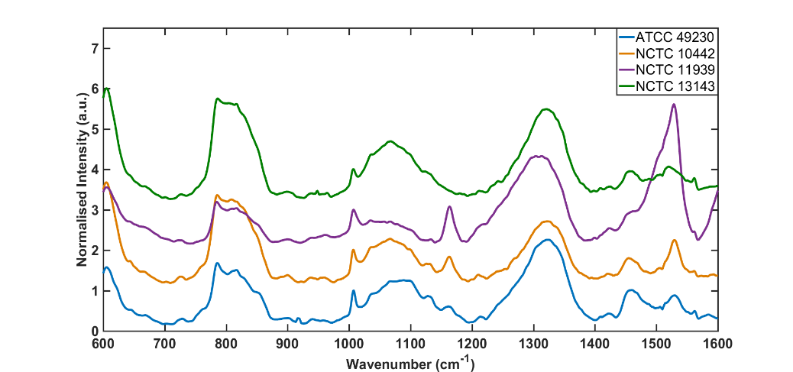 ATCC 49230
NCTC 10442
NCTC 11939
NCTC 13143
Normalised Intensity (a.u.)
7
6
5
4
3
2
1
0
600 700 800 900 1000 1100 1200 1300 1400 1500 1600
Wavenumber (cm⁻¹)